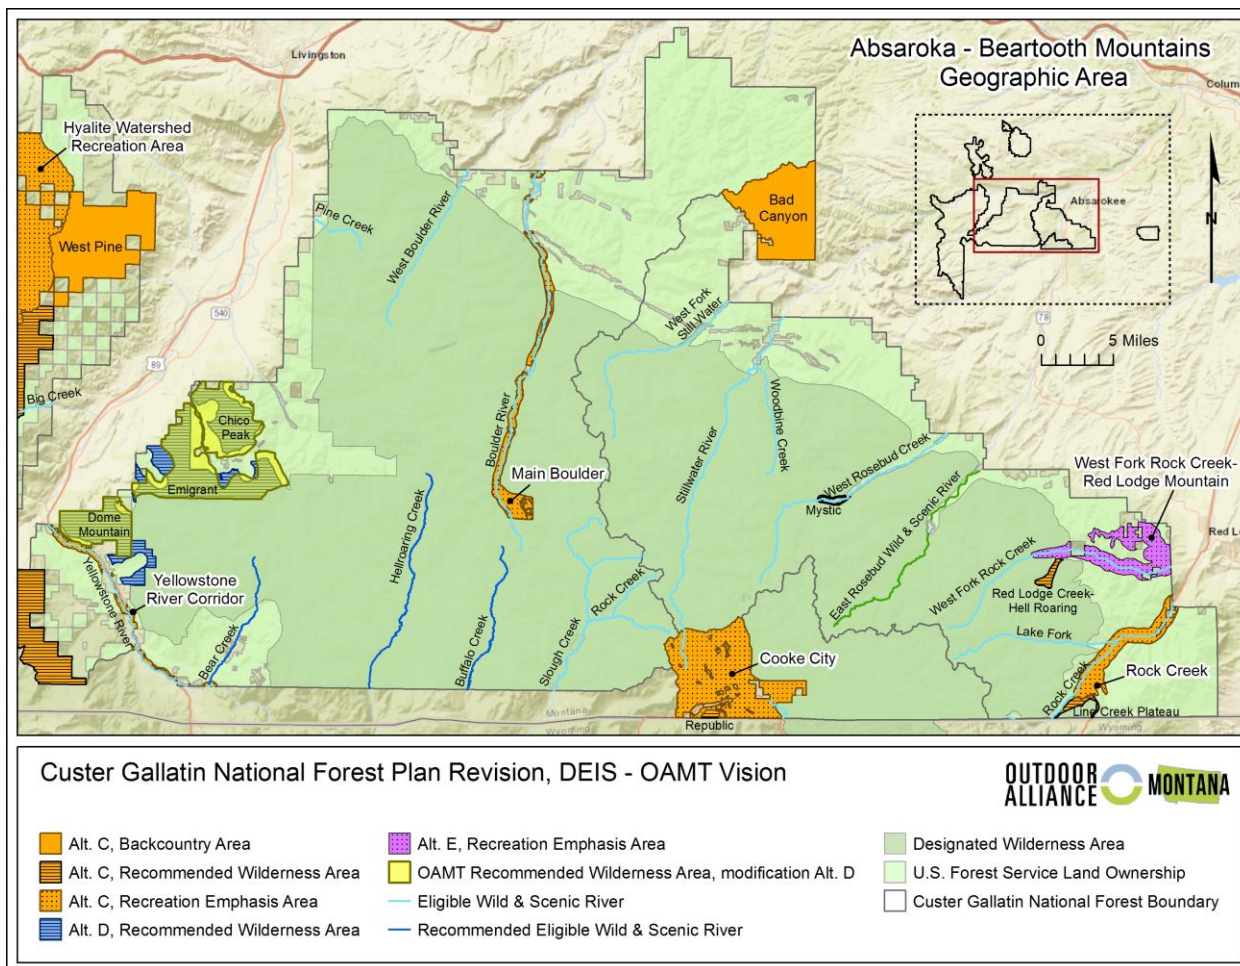 Absaroka - Beartooth Mountains
Geographic Area
Livingston
Hyalite Watershed
Recreation Area
West Pine
Pine Creek
West Boulder River
Bad
Canyon
Absarokee
N
78
0 5 Miles
540
89
West Fork
Still Water
Big Creek
Chico
Peak
Emigrant
Dome
Mountain
Boulder River
Main Boulder
Stillwater River
Woodbine Creek
West Rosebud Creek
Mystic
East Rosebud Wild & Scenic River
West Fork Rock Creek-
Red Lodge Mountain
Yellowstone
River Corridor
Yellowstone River
Bear Creek
Hellroaring Creek
Buffalo Creek
Slough Creek
Rock Creek
West Fork Rock Creek
Red Lodge Creek-
Hell Roaring
Lake Fork
Cooke City
Republic
Rock Creek
Rock Creek
Line Creek Plateau
Montana
Wyoming
Wyoming
Custer Gallatin National Forest Plan Revision, DEIS - OAMT Vision
OUTDOOR
ALLIANCE
MONTANA
Alt. C, Backcountry Area
Alt. C, Recommended Wilderness Area
Alt. C, Recreation Emphasis Area
Alt. D, Recommended Wilderness Area
Alt. E, Recreation Emphasis Area
OAMT Recommended Wilderness Area, modification Alt. D
Eligible Wild & Scenic River
Recommended Eligible Wild & Scenic River
Designated Wilderness Area
U.S. Forest Service Land Ownership
Custer Gallatin National Forest Boundary